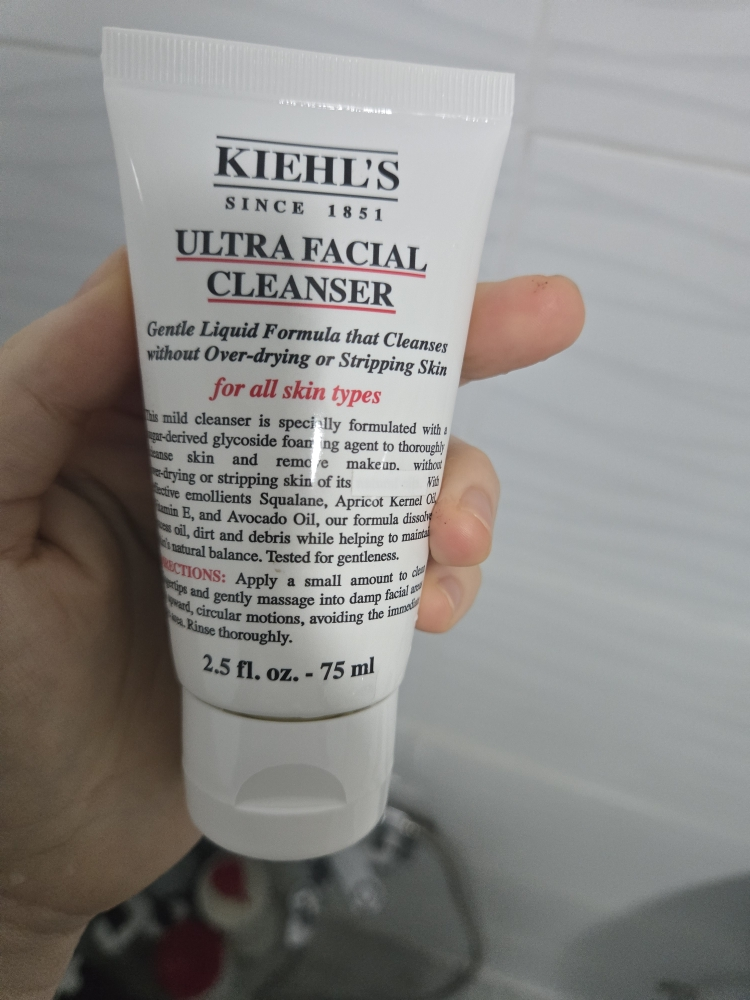 KIEHL'S
SINCE 1851
ULTRA FACIAL
CLEANSER
Gentle Liquid Formula that Cleanses
without Over-drying or Stripping Skin
for all skin types
This mild cleanser is specially formulated with a
sugar-derived glycoside foaming agent to thoroughly
cleanse skin and remove makeup. without
over-drying or stripping skin of its With
effective emollients Squalane, Apricot Kernel Oil,
Vitamin E, and Avocado Oil, our formula dissolves
excess oil, dirt and debris while helping to maintain
skin's natural balance. Tested for gentleness.
DIRECTIONS: Apply a small amount to
fingertips and gently massage into damp facial area
upward, circular motions, avoiding the immediate
area. Rinse thoroughly.
2.5 fl. oz. - 75 ml